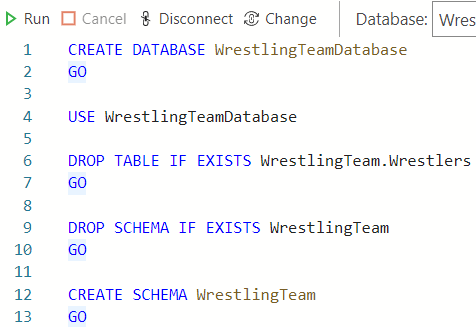 Run Cancel Disconnect Change Database: Wres
1 CREATE DATABASE WrestlingTeamDatabase
2 GO
3
4 USE WrestlingTeamDatabase
5
6 DROP TABLE IF EXISTS WrestlingTeam.Wrestlers
7 GO
8
9 DROP SCHEMA IF EXISTS WrestlingTeam
10 GO
11
12 CREATE SCHEMA WrestlingTeam
13 GO